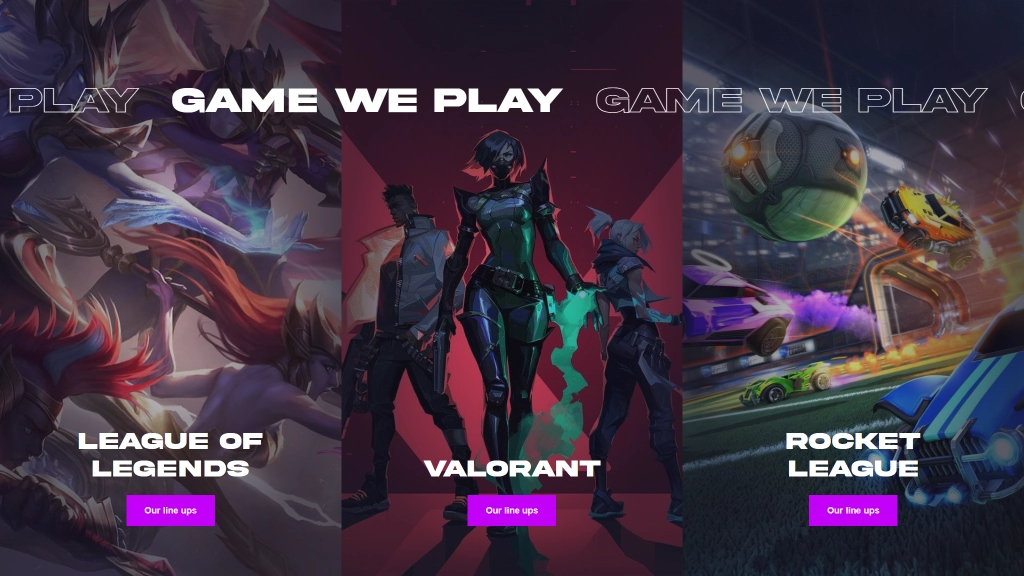 PLAY GAME WE PLAY GAME WE PLAY
LEAGUE OF
LEGENDS
Our line ups
VALORANT
Our line ups
ROCKET
LEAGUE
Our line ups